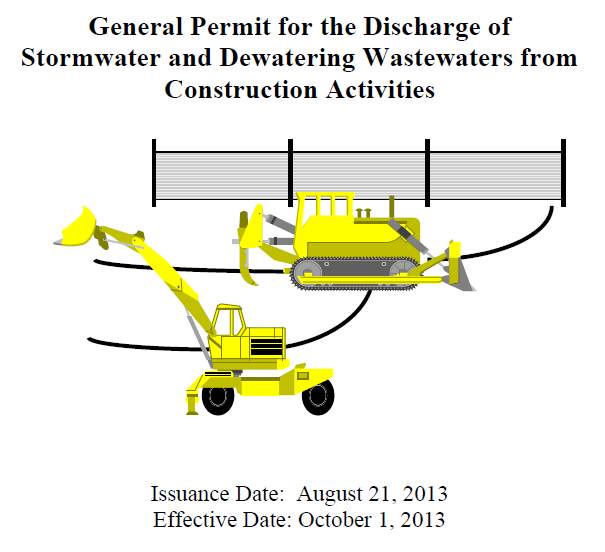 General Permit for the Discharge of
Stormwater and Dewatering Wastewaters from
Construction Activities
Issuance Date:  August 21, 2013
Effective Date: October 1, 2013